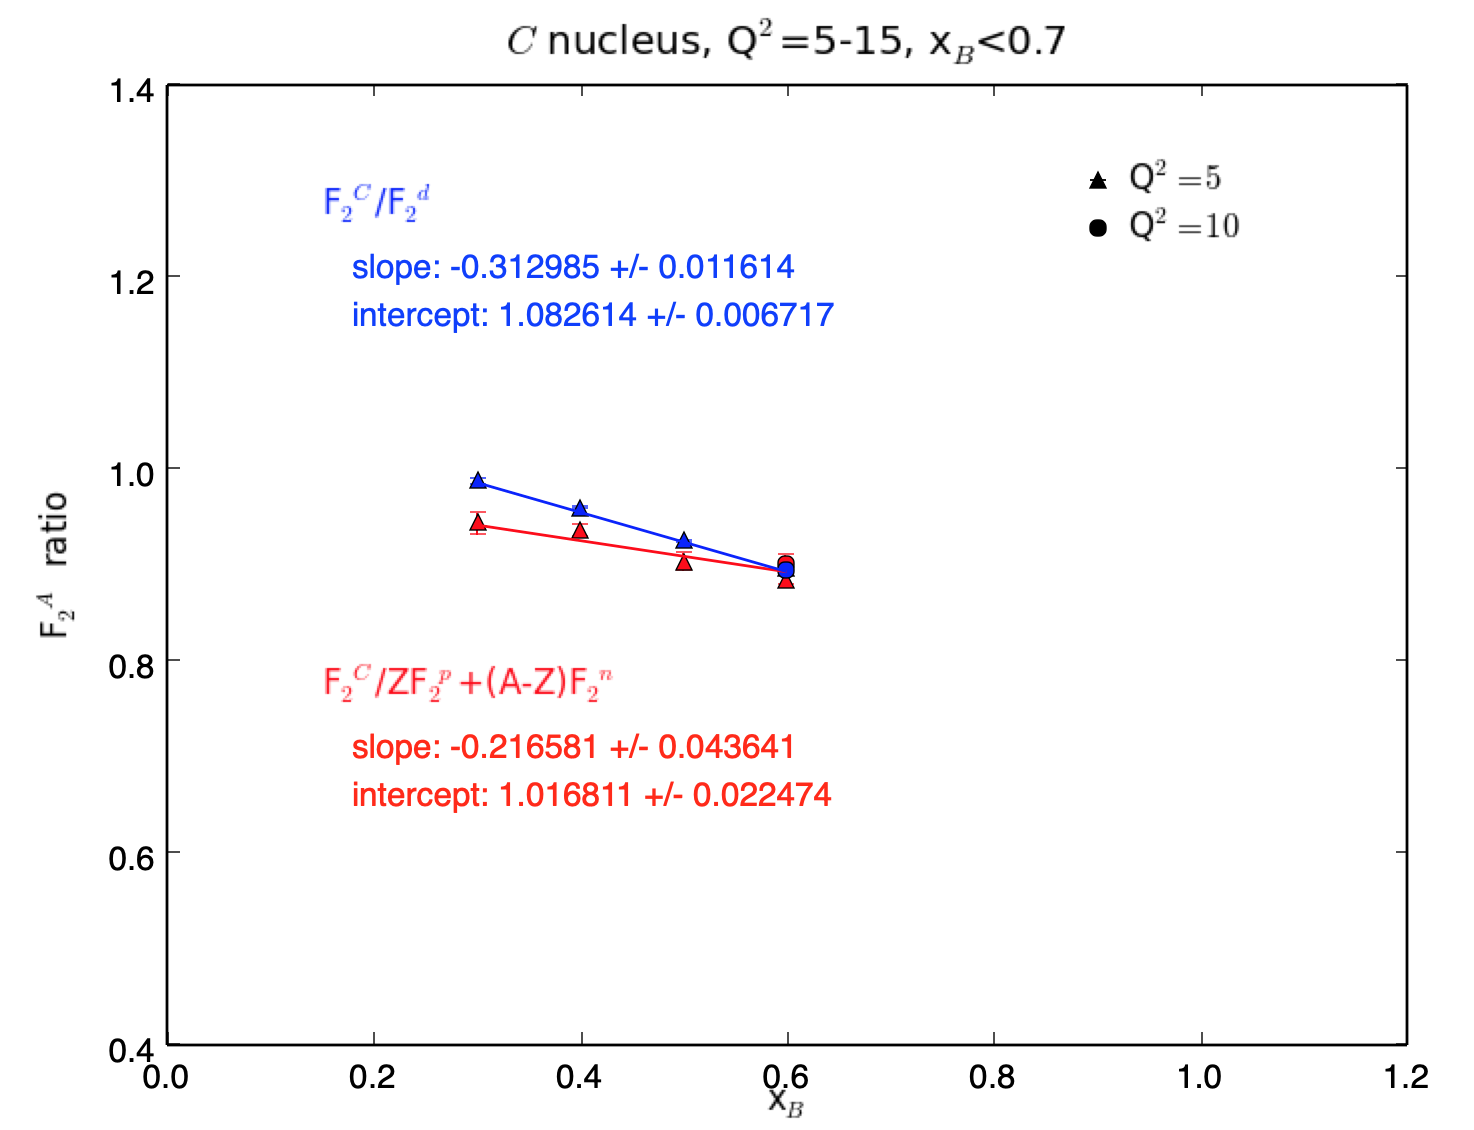 C nucleus, Q²=5-15, x_B<0.7
1.4
1.2
1.0
0.8
0.6
0.4
F₂^A ratio
F₂^C/F₂^d
slope: -0.312985 +/- 0.011614
intercept: 1.082614 +/- 0.006717
Q² =5
Q² =10
F₂^C/ZF₂^p+(A-Z)F₂^n
slope: -0.216581 +/- 0.043641
intercept: 1.016811 +/- 0.022474
0.0 0.2 0.4 0.6 0.8 1.0 1.2
x_B